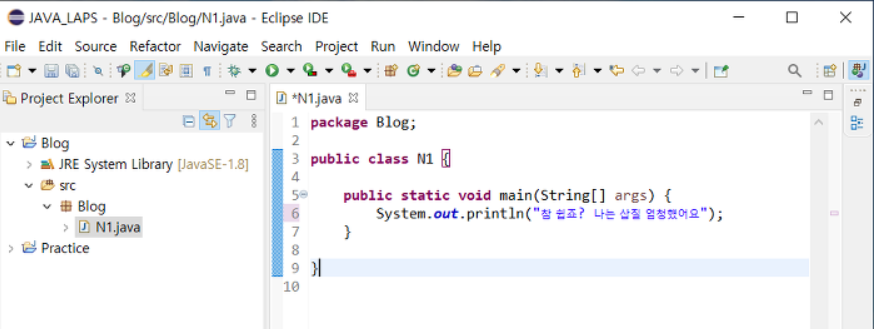 JAVA_LAPS - Blog/src/Blog/N1.java - Eclipse IDE
File Edit Source Refactor Navigate Search Project Run Window Help
Project Explorer
Blog
JRE System Library [JavaSE-1.8]
src
Blog
N1.java
Practice
*N1.java
1 package Blog;
2
3 public class N1 {
4
5 public static void main(String[] args) {
6 System.out.println("참 쉽죠? 나는 삽질 엄청했어요");
7 }
8
9 }
10